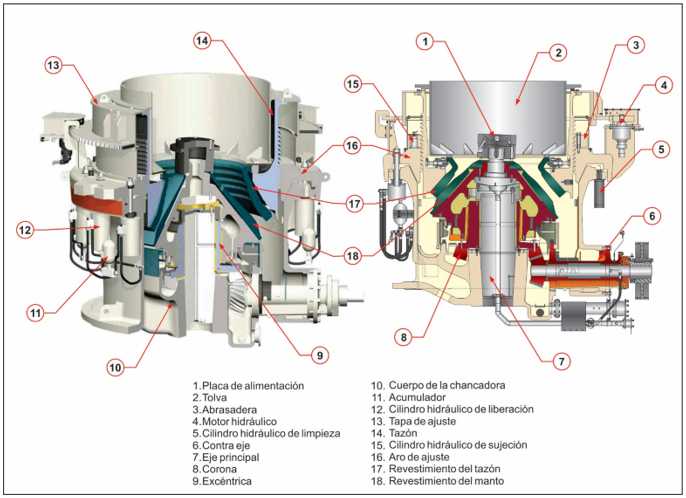 1
2
3
4
5
6
7
8
9
10
11
12
13
14
15
16
17
18
1.Placa de alimentación
2.Tolva
3.Abrasadera
4.Motor hidráulico
5.Cilindro hidráulico de limpieza
6.Contra eje
7.Eje principal
8.Corona
9.Excéntrica
10. Cuerpo de la chancadora
11. Acumulador
12. Cilindro hidráulico de liberación
13. Tapa de ajuste
14. Tazón
15. Cilindro hidráulico de sujeción
16. Aro de ajuste
17. Revestimiento del tazón
18. Revestimiento del manto